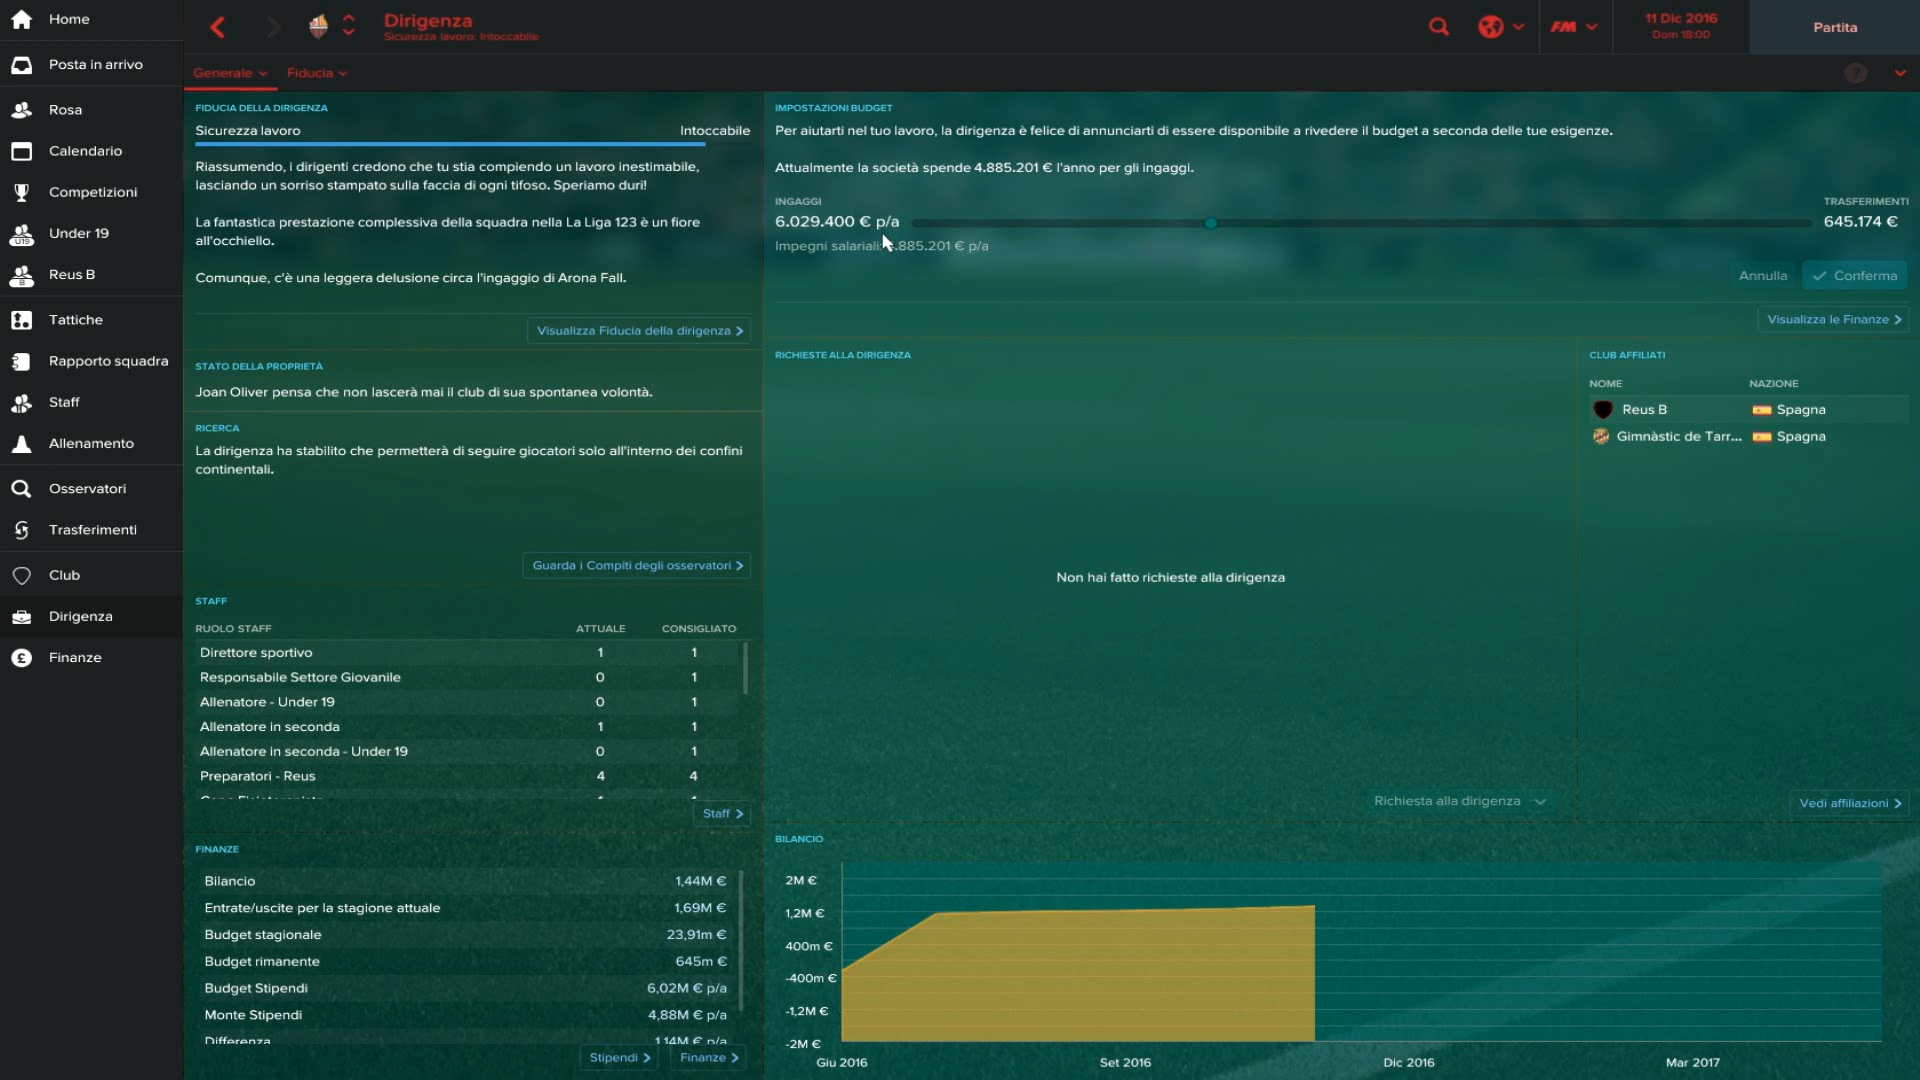 Home
Posta in arrivo
Rosa
Calendario
Competizioni
Under 19
Reus B
Tattiche
Rapporto squadra
Staff
Allenamento
Osservatori
Trasferimenti
Club
Dirigenza
Finanze
Dirigenza
Sicurezza lavoro: Intoccabile
FM
11 Dic 2016
Dom 18:00
Partita
Generale
Fiducia
?
FIDUCIA DELLA DIRIGENZA
Sicurezza lavoro Intoccabile
Riassumendo, i dirigenti credono che tu stia compiendo un lavoro inestimabile,
lasciando un sorriso stampato sulla faccia di ogni tifoso. Speriamo duri!
La fantastica prestazione complessiva della squadra nella La Liga 123 è un fiore
all'occhiello.
Comunque, c'è una leggera delusione circa l'ingaggio di Arona Fall.
Visualizza Fiducia della dirigenza
STATO DELLA PROPRIETÀ
Joan Oliver pensa che non lascerà mai il club di sua spontanea volontà.
RICERCA
La dirigenza ha stabilito che permetterà di seguire giocatori solo all'interno dei confini
continentali.
Guarda i Compiti degli osservatori
STAFF
RUOLO STAFF ATTUALE CONSIGLIATO
Direttore sportivo 1 1
Responsabile Settore Giovanile 0 1
Allenatore - Under 19 0 1
Allenatore in seconda 1 1
Allenatore in seconda - Under 19 0 1
Preparatori - Reus 4 4
Staff
FINANZE
Bilancio 1,44M €
Entrate/uscite per la stagione attuale 1,69M €
Budget stagionale 23,91m €
Budget rimanente 645m €
Budget Stipendi 6,02M € p/a
Monte Stipendi 4,88M € p/a
Differenza 1,14M € p/a
Stipendi
Finanze
IMPOSTAZIONI BUDGET
Per aiutarti nel tuo lavoro, la dirigenza è felice di annunciarti di essere disponibile a rivedere il budget a seconda delle tue esigenze.
Attualmente la società spende 4.885.201 € l'anno per gli ingaggi.
INGAGGI TRASFERIMENTI
6.029.400 € p/a 645.174 €
Impegni salariali: .885.201 € p/a
Annulla
Conferma
Visualizza le Finanze
RICHIESTE ALLA DIRIGENZA
Non hai fatto richieste alla dirigenza
Richiesta alla dirigenza
CLUB AFFILIATI
NOME NAZIONE
Reus B Spagna
Gimnàstic de Tarr... Spagna
Vedi affiliazioni
BILANCIO
2M €
1,2M €
400m €
-400m €
-1,2M €
-2M €
Giu 2016 Set 2016 Dic 2016 Mar 2017